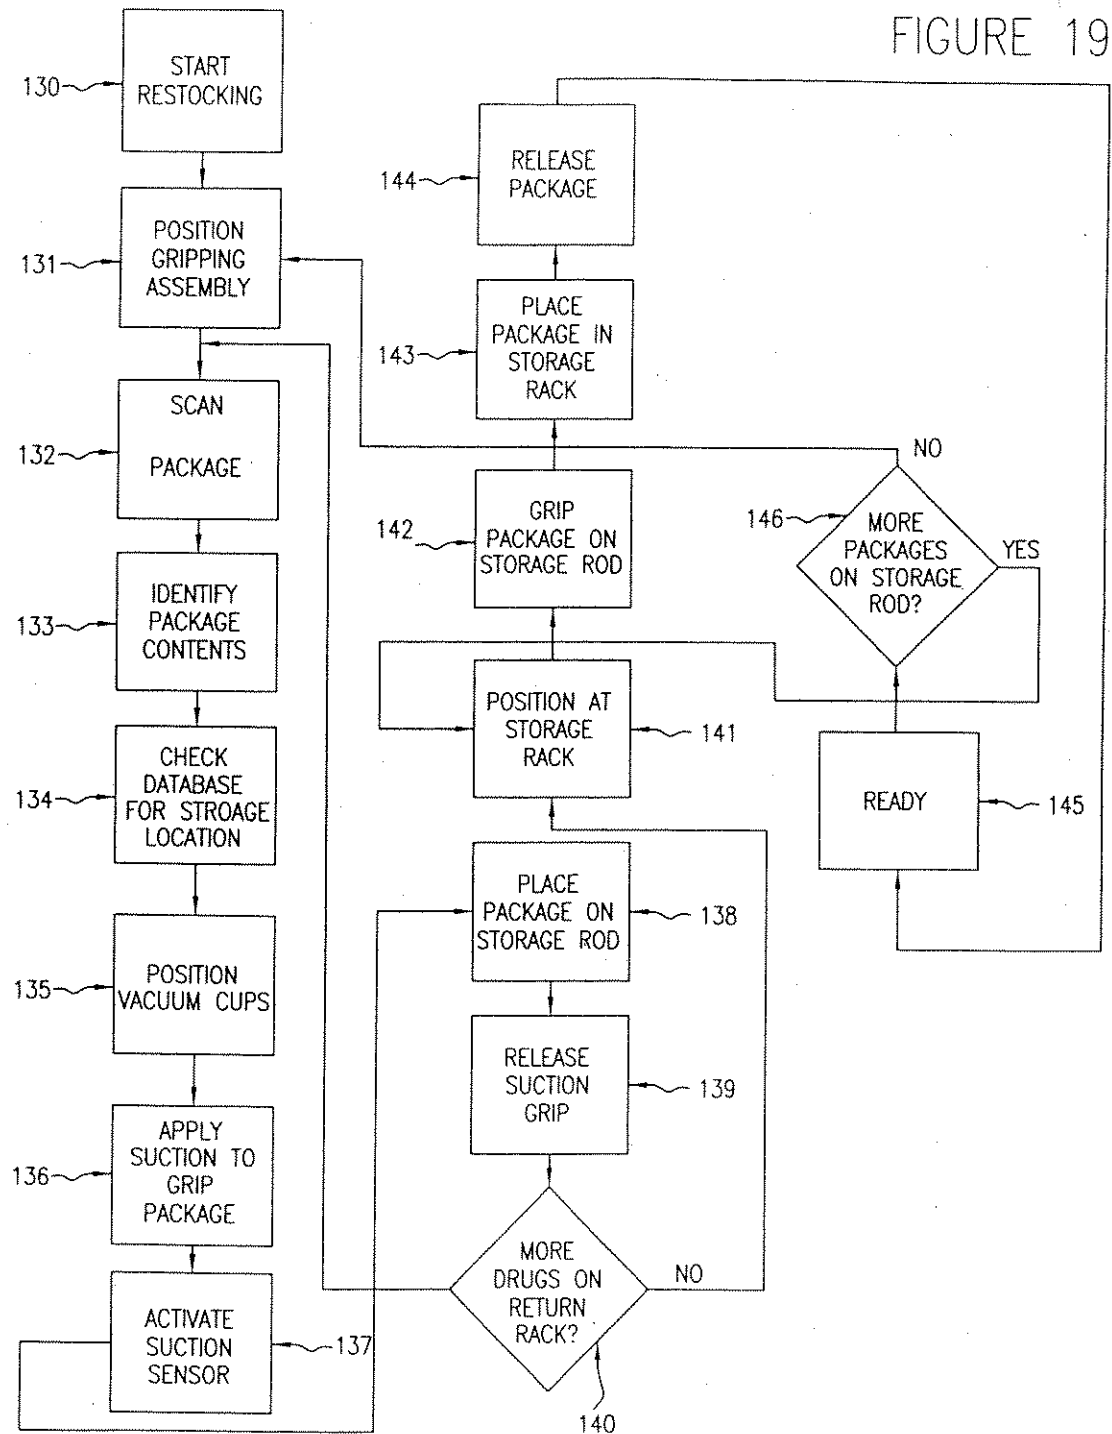 FIGURE 19
130
START
RESTOCKING
131
POSITION
GRIPPING
ASSEMBLY
132
SCAN
PACKAGE
133
IDENTIFY
PACKAGE
CONTENTS
134
CHECK
DATABASE
FOR STROAGE
LOCATION
135
POSITION
VACUUM CUPS
136
APPLY
SUCTION TO
GRIP
PACKAGE
ACTIVATE
SUCTION
SENSOR
137
PLACE
PACKAGE ON
STORAGE ROD
138
RELEASE
SUCTION
GRIP
139
MORE
DRUGS ON
RETURN
RACK?
NO
140
POSITION AT
STORAGE
RACK
141
142
GRIP
PACKAGE ON
STORAGE ROD
143
PLACE
PACKAGE IN
STORAGE
RACK
144
RELEASE
PACKAGE
READY
145
146
MORE
PACKAGES
ON STORAGE
ROD?
NO
YES